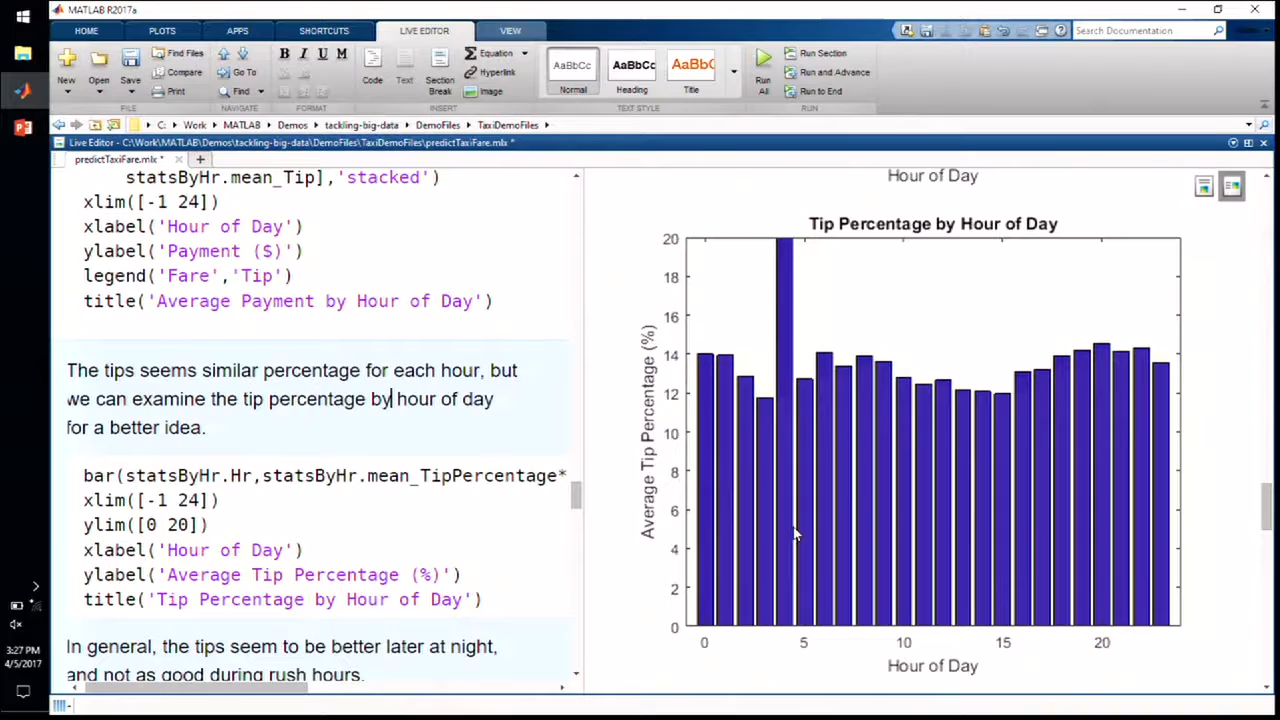 MATLAB R2017a
HOME PLOTS APPS SHORTCUTS LIVE EDITOR VIEW
Search Documentation
New Open Save Find Files Compare Print
FILE
Go To Find
NAVIGATE
B I U M
FORMAT
Code Text Section Break Equation Hyperlink Image
INSERT
AaBbCc Normal AaBbCc Heading AaBbC Title
TEXT STYLE
Run All Run Section Run and Advance Run to End
RUN
C: Work MATLAB Demos tackling-big-data DemoFiles TaxiDemoFiles
Live Editor - C:\Work\MATLAB\Demos\tackling-big-data\DemoFiles\TaxiDemoFiles\predictTaxiFare.mlx *
predictTaxiFare.mlx * × +
statsByHr.mean_Tip],'stacked')
xlim([-1 24])
xlabel('Hour of Day')
ylabel('Payment ($)')
legend('Fare','Tip')
title('Average Payment by Hour of Day')
The tips seems similar percentage for each hour, but
we can examine the tip percentage by hour of day
for a better idea.
bar(statsByHr.Hr,statsByHr.mean_TipPercentage*
xlim([-1 24])
ylim([0 20])
xlabel('Hour of Day')
ylabel('Average Tip Percentage (%)')
title('Tip Percentage by Hour of Day')
In general, the tips seem to be better later at night,
and not as good during rush hours.
Hour of Day
Tip Percentage by Hour of Day
Average Tip Percentage (%)
20
18
16
14
12
10
8
6
4
2
0
0 5 10 15 20
Hour of Day
3:27 PM
4/5/2017